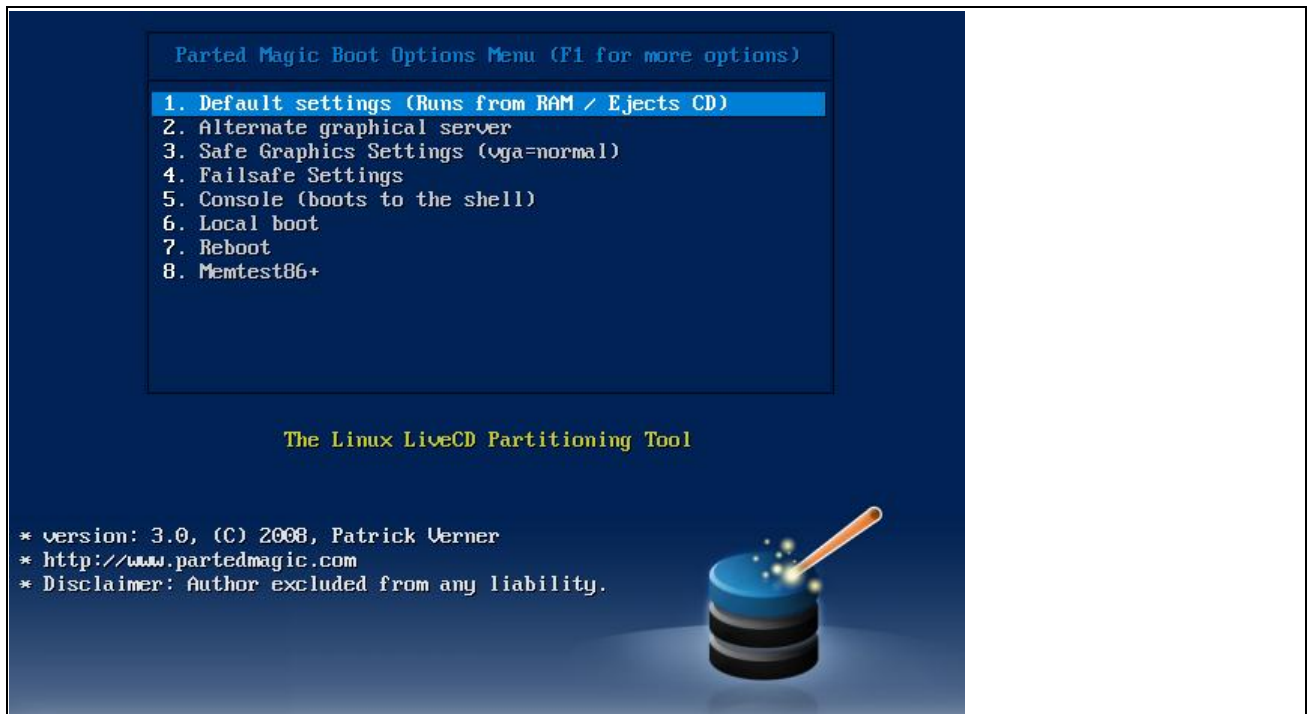 Parted Magic Boot Options Menu (F1 for more options)
1. Default settings (Runs from RAM / Ejects CD)
2. Alternate graphical server
3. Safe Graphics Settings (vga=normal)
4. Failsafe Settings
5. Console (boots to the shell)
6. Local boot
7. Reboot
8. Memtest86+
The Linux LiveCD Partitioning Tool
* version: 3.0, (C) 2008, Patrick Verner
* http://www.partedmagic.com
* Disclaimer: Author excluded from any liability.